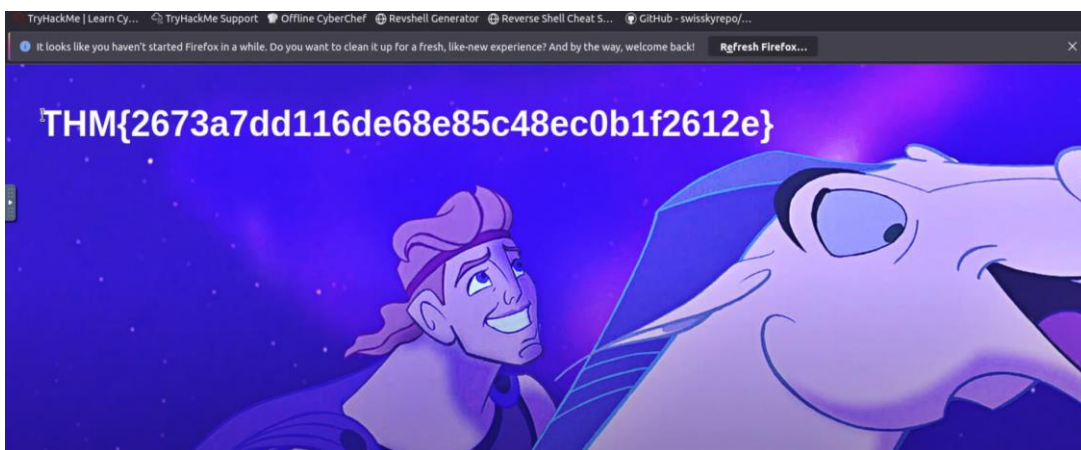 TryHackMe | Learn Cy... TryHackMe Support Offline CyberChef Revshell Generator Reverse Shell Cheat S... GitHub - swisskyrepo/...
It looks like you haven't started Firefox in a while. Do you want to clean it up for a fresh, like-new experience? And by the way, welcome back! Refresh Firefox...
THM{2673a7dd116de68e85c48ec0b1f2612e}